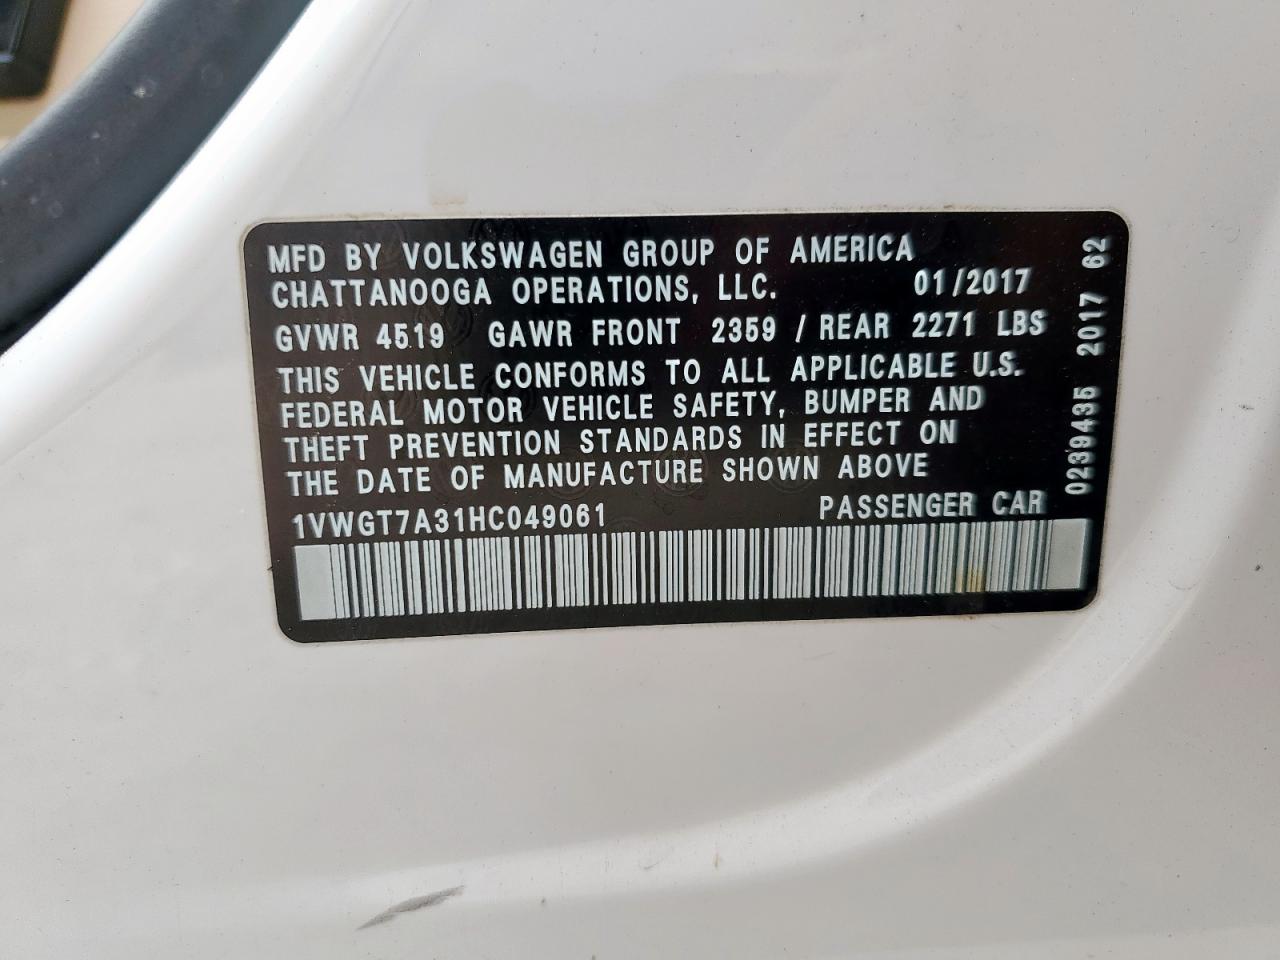 MFD BY VOLKSWAGEN GROUP OF AMERICA
CHATTANOOGA OPERATIONS, LLC. 01/2017
GVWR 4519 GAWR FRONT 2359 / REAR 2271 LBS
THIS VEHICLE CONFORMS TO ALL APPLICABLE U.S.
FEDERAL MOTOR VEHICLE SAFETY, BUMPER AND
THEFT PREVENTION STANDARDS IN EFFECT ON
THE DATE OF MANUFACTURE SHOWN ABOVE
1VWGT7A31HC049061 PASSENGER CAR
0239435 2017 62